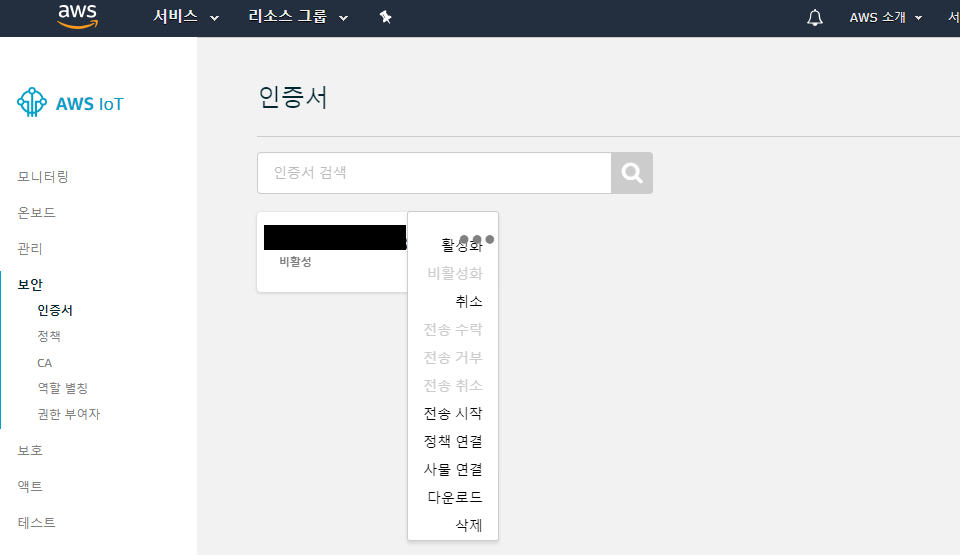 aws 서비스 리소스 그룹 AWS 소개 서
AWS IoT
인증서
모니터링
인증서 검색
온보드
관리
비활성
보안
인증서
정책
CA
역할 별칭
권한 부여자
보호
액트
테스트
활성화
비활성화
취소
전송 수락
전송 거부
전송 취소
전송 시작
정책 연결
사물 연결
다운로드
삭제